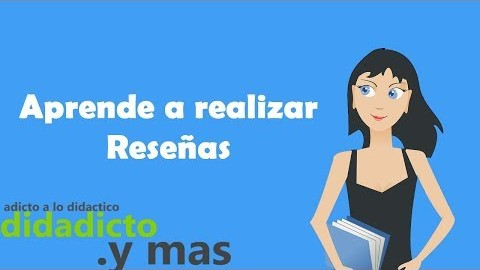 Aprende a realizar
Reseñas
adicto a lo didactico
didadicto
.y mas